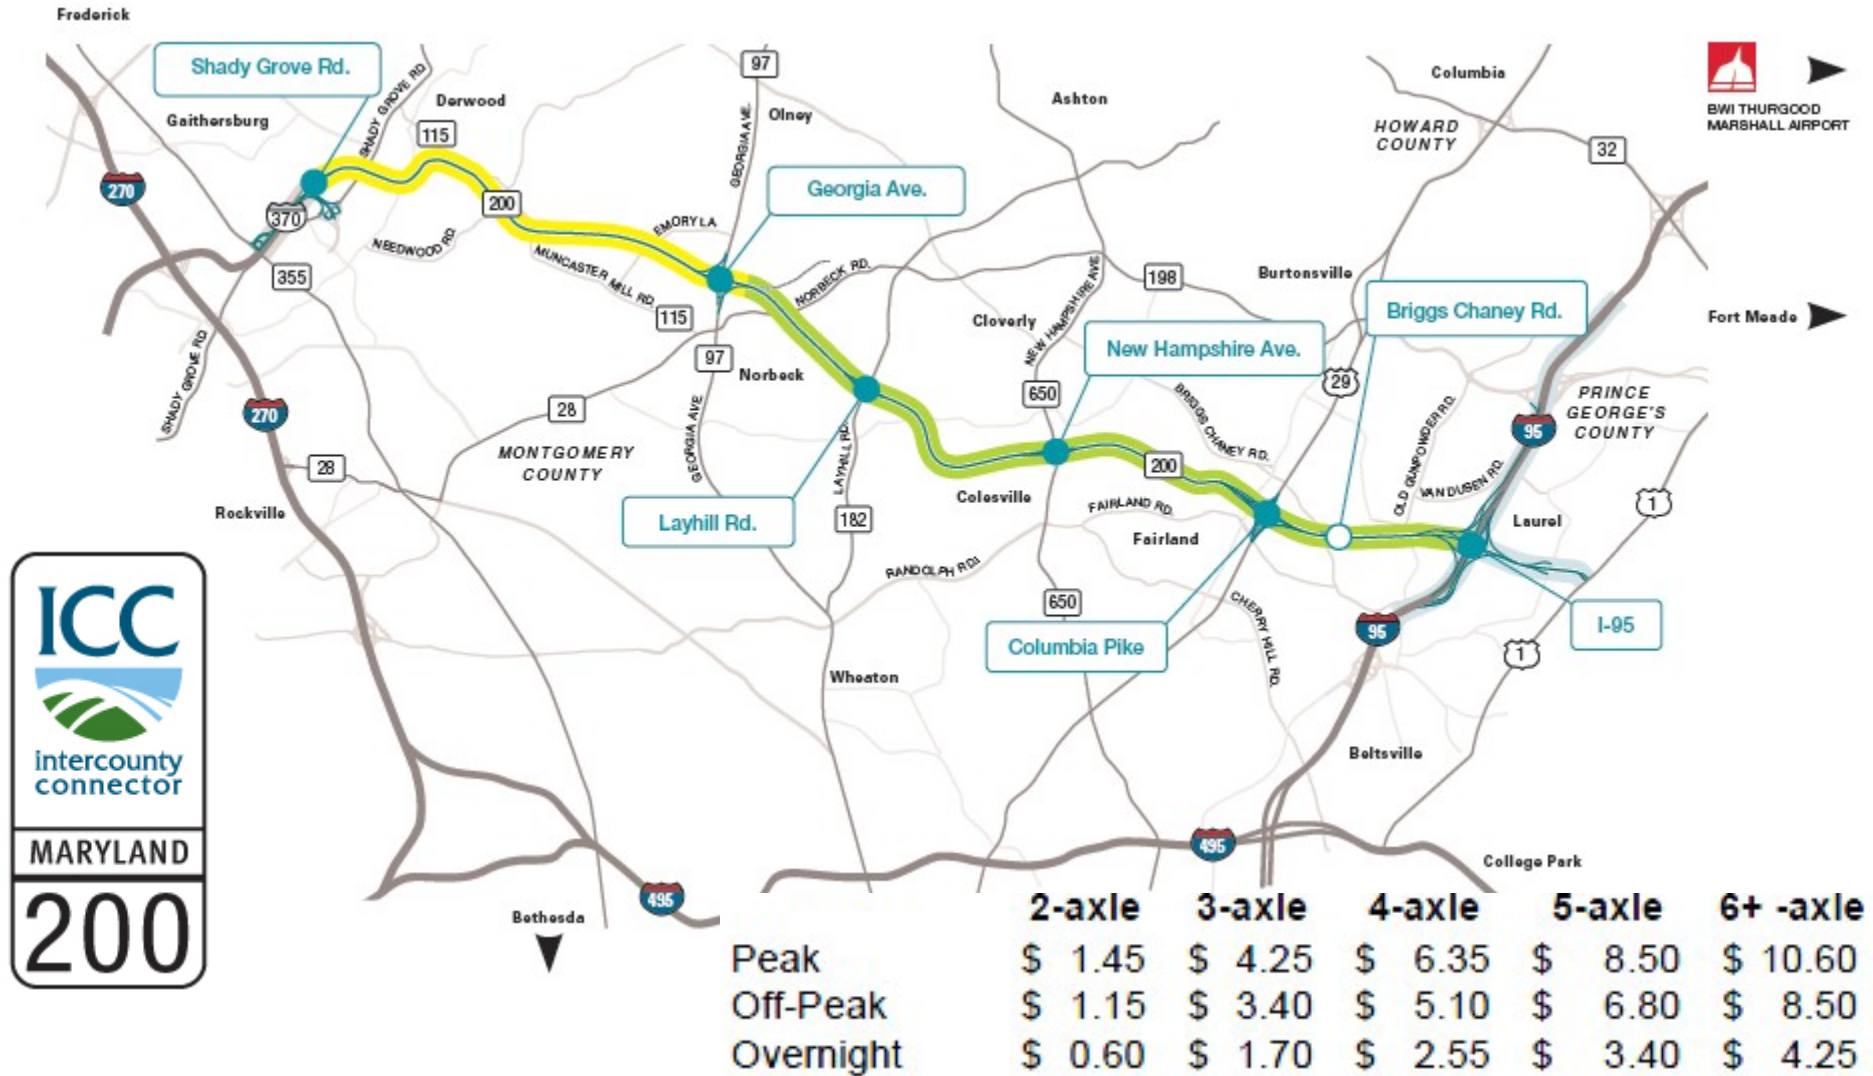 Frederick
Shady Grove Rd.
SHADY GROVE RD.
Gaithersburg
Derwood
115
97
Olney
GEORGIA AVE.
Ashton
Columbia
HOWARD
COUNTY
32
BWI THURGOOD
MARSHALL AIRPORT
270
370
200
Georgia Ave.
EMORY LA.
NEEDWOOD RD.
MUNCASTER MILL RD.
115
355
NORBECK RD.
198
Burtonsville
Briggs Chaney Rd.
Fort Meade
Cloverly
NEW HAMPSHIRE AVE.
New Hampshire Ave.
97
Norbeck
SHADY GROVE RD.
29
650
28
270
BRIGGS CHANEY RD.
OLD GUNPOWDER RD.
PRINCE
GEORGE'S
COUNTY
95
MONTGOMERY
COUNTY
GEORGIA AVE.
LAYHILL RD.
28
200
VAN DUSEN RD.
Colesville
FAIRLAND RD.
1
Rockville
Layhill Rd.
182
Fairland
Laurel
RANDOLPH RD.
650
CHERRY HILL RD.
Columbia Pike
95
I-95
1
Wheaton
Beltsville
ICC
intercounty
connector
MARYLAND
200
495
College Park
495
Bethesda
2-axle 3-axle 4-axle 5-axle 6+ -axle
Peak $ 1.45 $ 4.25 $ 6.35 $ 8.50 $ 10.60
Off-Peak $ 1.15 $ 3.40 $ 5.10 $ 6.80 $ 8.50
Overnight $ 0.60 $ 1.70 $ 2.55 $ 3.40 $ 4.25